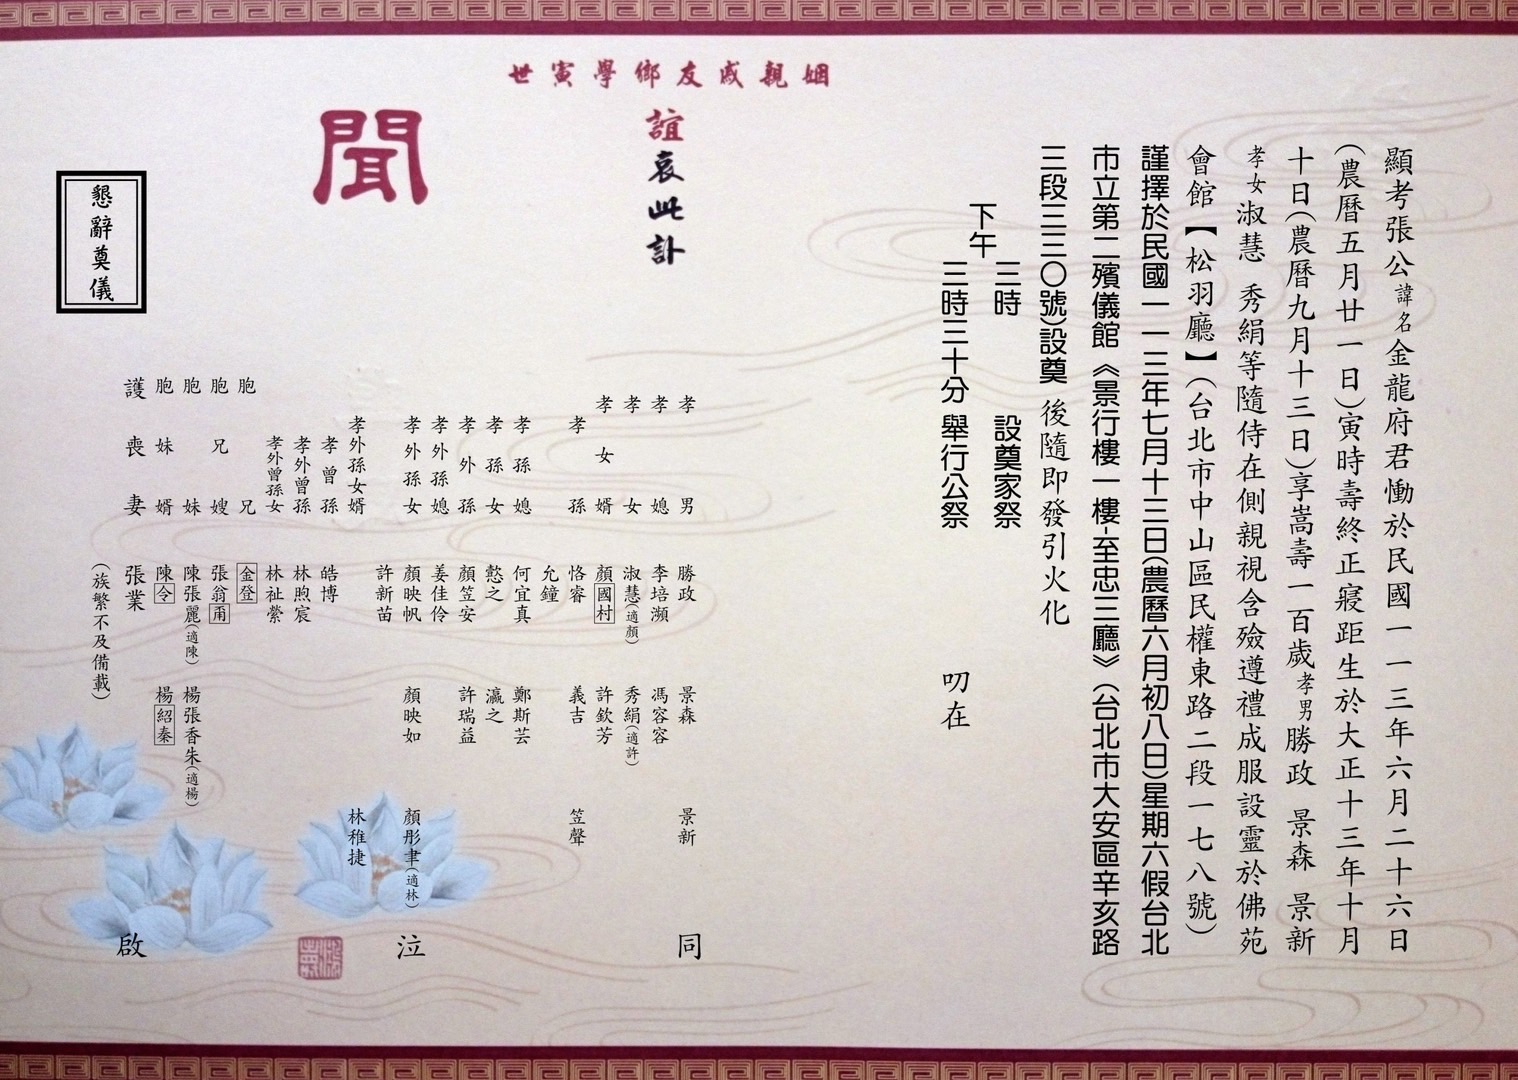 顯考張公諱名金龍府君慟於民國一一三年六月二十六日
(農曆五月廿一日)寅時壽終正寢距生於大正十三年十月
十日(農曆九月十三日)享嵩壽一百歲孝男勝政 景森 景新
孝女淑慧 秀絹等隨侍在側親視含殮遵禮成服設靈於佛苑
會館【松羽廳】(台北市中山區民權東路二段一七八號)
謹擇於民國一一三年七月十三日(農曆六月初八日)星期六假台北
市立第二殯儀館《景行樓一樓-至忠三廳》(台北市大安區辛亥路
三段三三〇號)設奠 後隨即發引火化
下午
三時 設奠家祭
三時三十分 舉行公祭
叨在
姻親戚友鄉學寅世
誼哀此訃
聞
孝男 勝政 景森 景新
孝媳 李培瀕 馮容容
孝女 淑慧(適顏) 秀絹(適許)
孝女婿 顏國村 許欽芳
孝孫 恪睿 義吉 笠聲
允鐘
孝孫媳 何宜真 鄭斯芸
孝孫女 懿之 瀛之
孝外孫 顏笠安 許瑞益
孝外孫媳 姜佳伶
孝外孫女 顏映帆 顏映如 顏彤聿(適林)
許新苗
孝外孫女婿 林稚捷
孝曾孫 皓博
孝外曾孫 林煦宸
孝外曾孫女 林祉縈
胞兄 金登
胞兄嫂 張翁甭
胞妹 陳張麗(適陳) 楊張香朱(適楊)
胞妹婿 陳令 楊紹秦
護喪妻 張業
(族繁不及備載)
同泣啟
懇辭奠儀